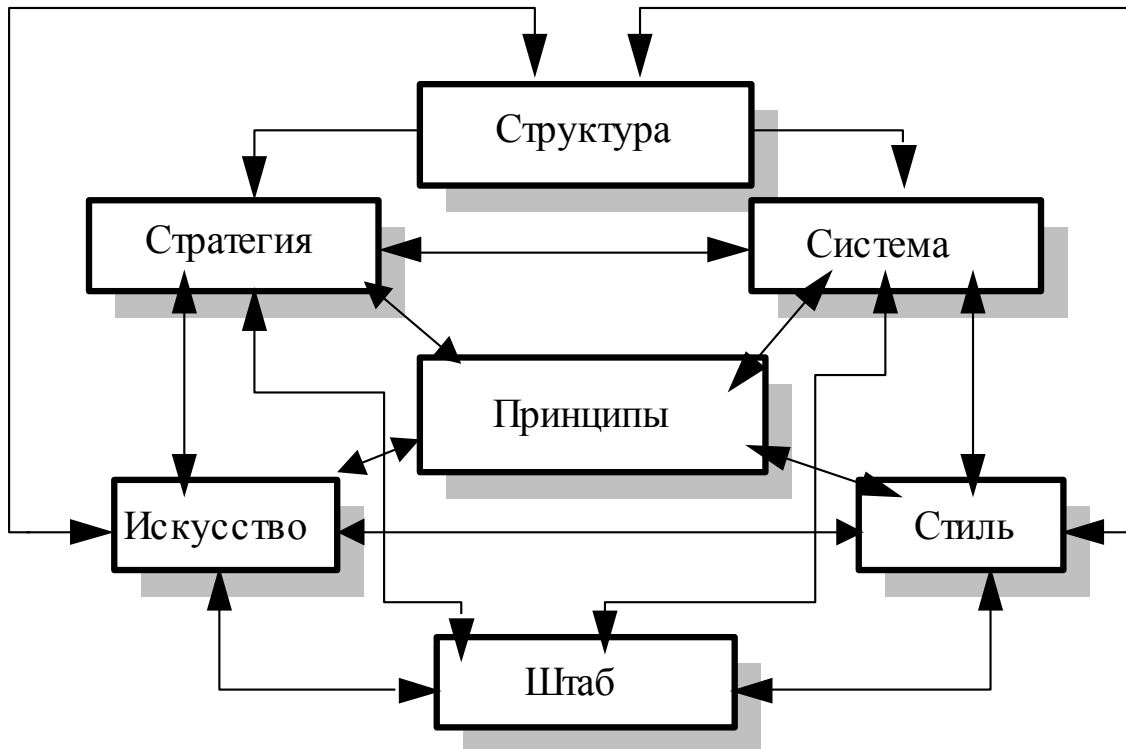 Структура
Стратегия
Система
Принципы
Искусство
Стиль
Штаб